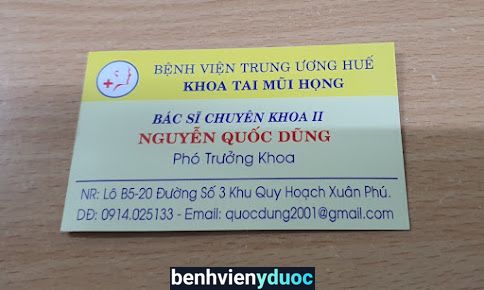 BỆNH VIỆN TRUNG ƯƠNG HUẾ
KHOA TAI MŨI HỌNG
BÁC SĨ CHUYÊN KHOA II
NGUYỄN QUỐC DŨNG
Phó Trưởng Khoa
NR: Lô B5-20 Đường Số 3 Khu Quy Hoạch Xuân Phú.
DĐ: 0914.025133 - Email: quocdung2001@gmail.com
benhvienyduoc